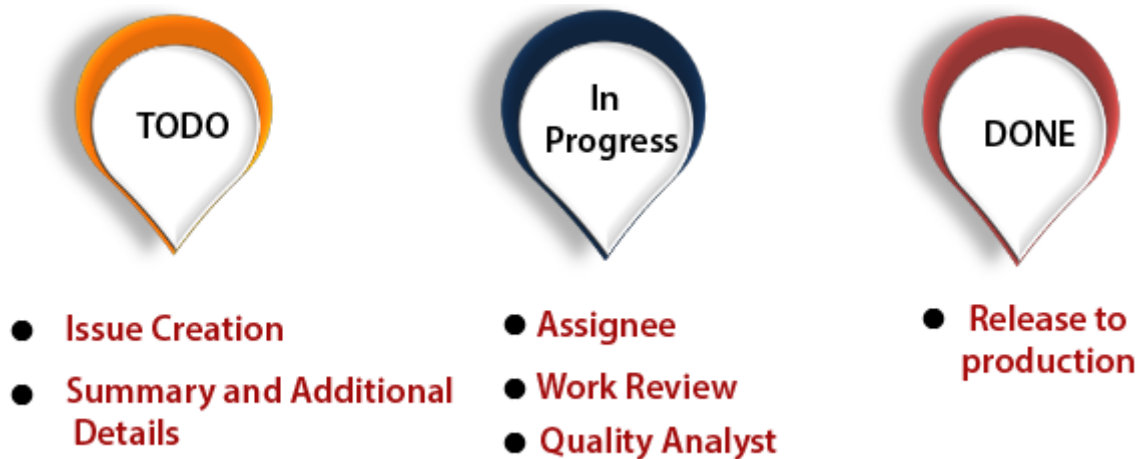 TODO
In
Progress
DONE
Issue Creation
Summary and Additional
Details
Assignee
Work Review
Quality Analyst
Release to
production